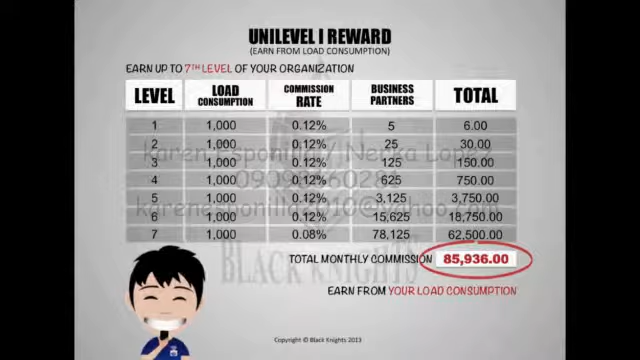 UNILEVEL I REWARD
(EARN FROM LOAD CONSUMPTION)
EARN UP TO 7TH LEVEL OF YOUR ORGANIZATION
LEVEL LOAD CONSUMPTION COMMISSION RATE BUSINESS PARTNERS TOTAL
1 1,000 0.12% 5 6.00
2 1,000 0.12% 25 30.00
3 1,000 0.12% 125 150.00
4 1,000 0.12% 625 750.00
5 1,000 0.12% 3,125 3,750.00
6 1,000 0.12% 15,625 18,750.00
7 1,000 0.08% 78,125 62,500.00
TOTAL MONTHLY COMMISSION 85,936.00
BLACK KNIGHTS
EARN FROM YOUR LOAD CONSUMPTION
Copyright © Black Knights 2013